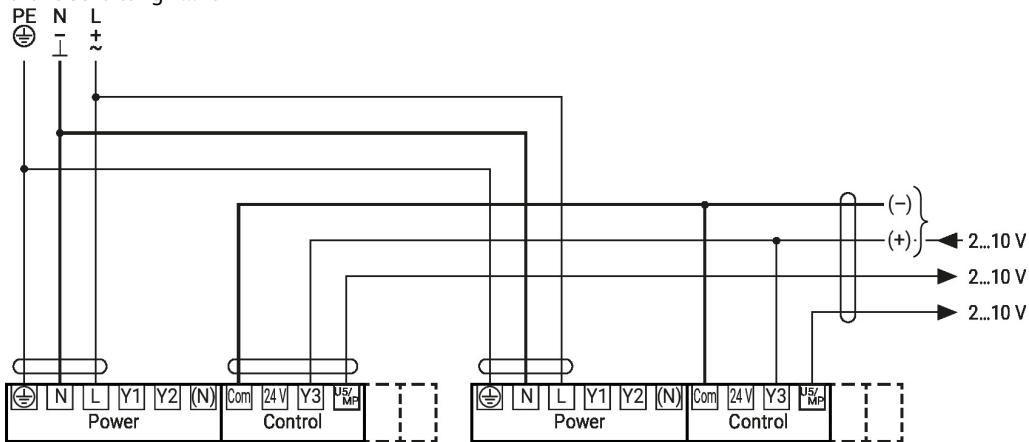 PE N L
- +
⊥ ~
(–)
(+) 2...10 V
2...10 V
2...10 V
N L Y1 Y2 (N) Com 24 V Y3 U5/MP N L Y1 Y2 (N) Com 24 V Y3 U5/MP
Power Control Power Control